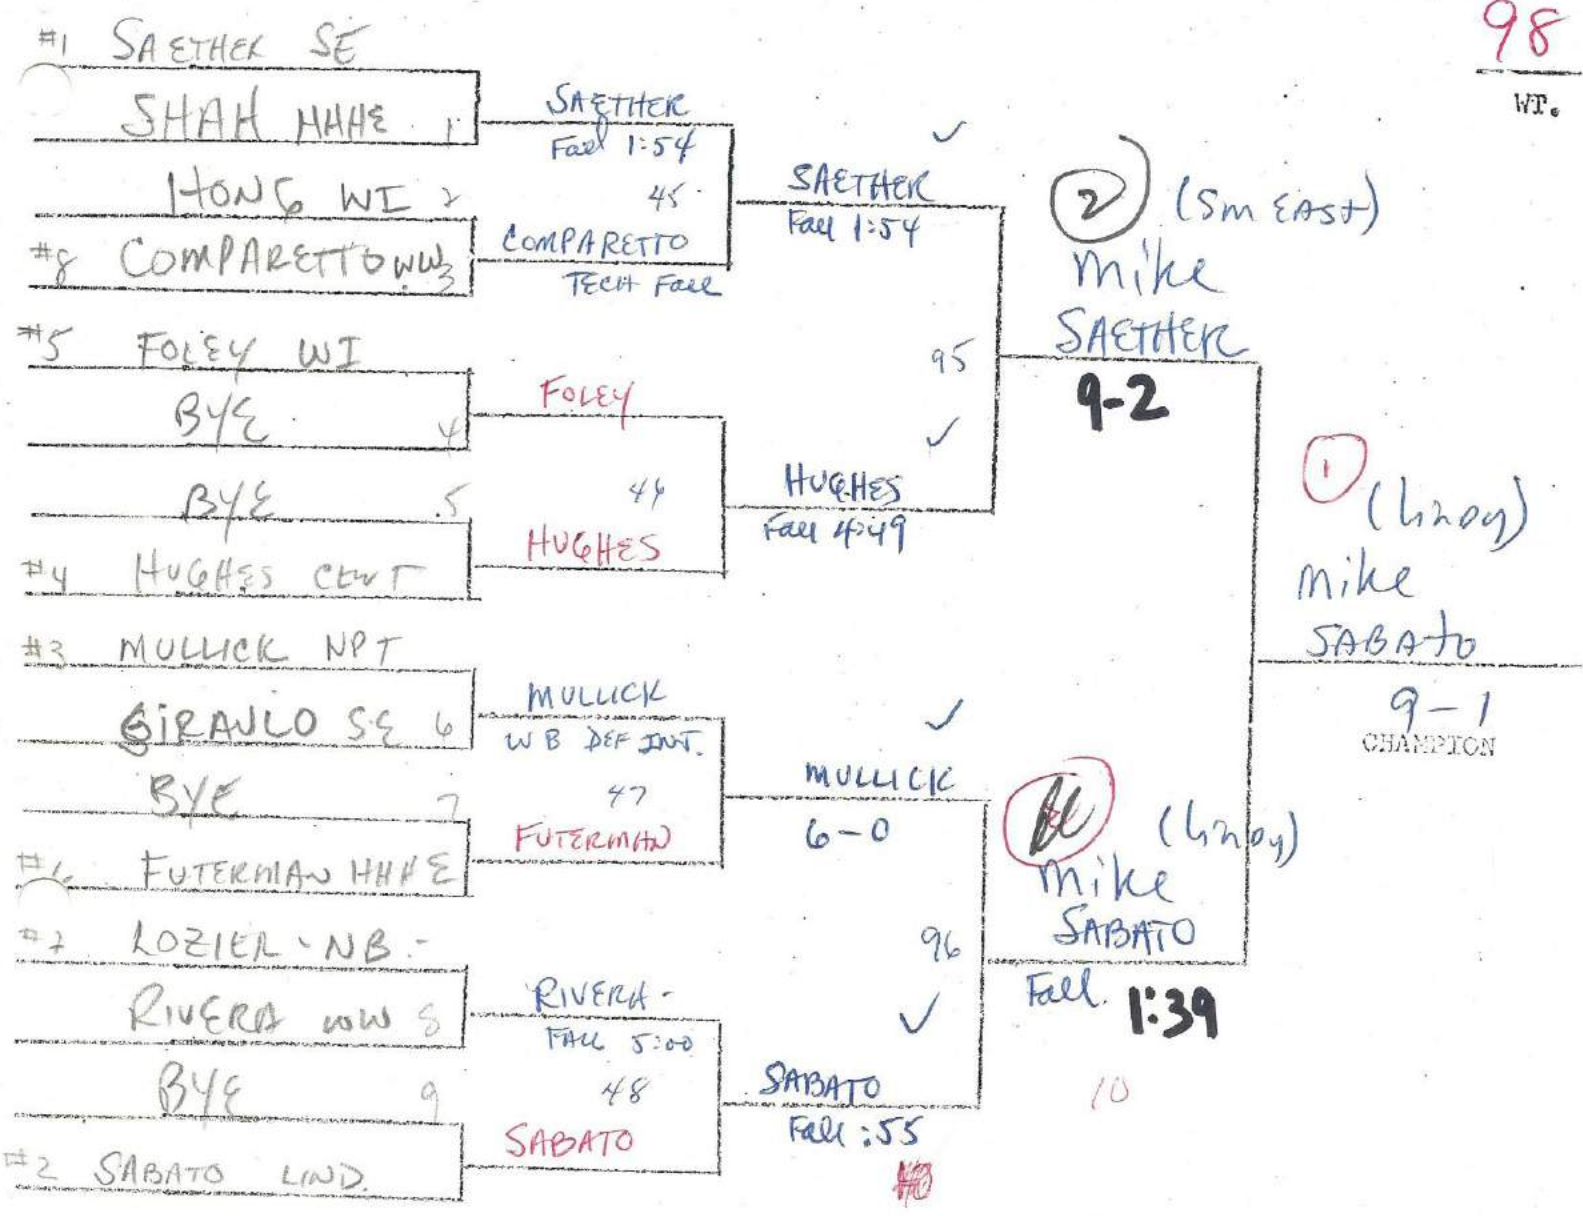 98
WT.
#1 SAETHER SE
SHAH HHHE 1
HONG WI 2
#8 COMPARETTO WW 3
#5 FOLEY WI
BYE 4
BYE 5
#4 HUGHES CEWT
#3 MULLICK NPT
GIRAULO SE 6
BYE 7
#6 FUTERMAN HHHE
#7 LOZIER - NB -
RIVERA WW 8
BYE 9
#2 SABATO LIND.
SAETHER
Fall 1:54
45
COMPARETTO
TECH Fall
FOLEY
46
HUGHES
MULLICK
W B DEF INT.
47
FUTERMAN
RIVERA -
FALL 5:00
48
SABATO
✓
SAETHER
Fall 1:54
95
✓
HUGHES
Fall 4:49
✓
MULLICK
6-0
96
✓
SABATO
Fall :55
2 (Sm EAST)
Mike
SAETHER
9-2
(Lindy)
Mike
SABATO
Fall. 1:39
10
1
(Lindy)
Mike
SABATO
9-1
CHAMPION